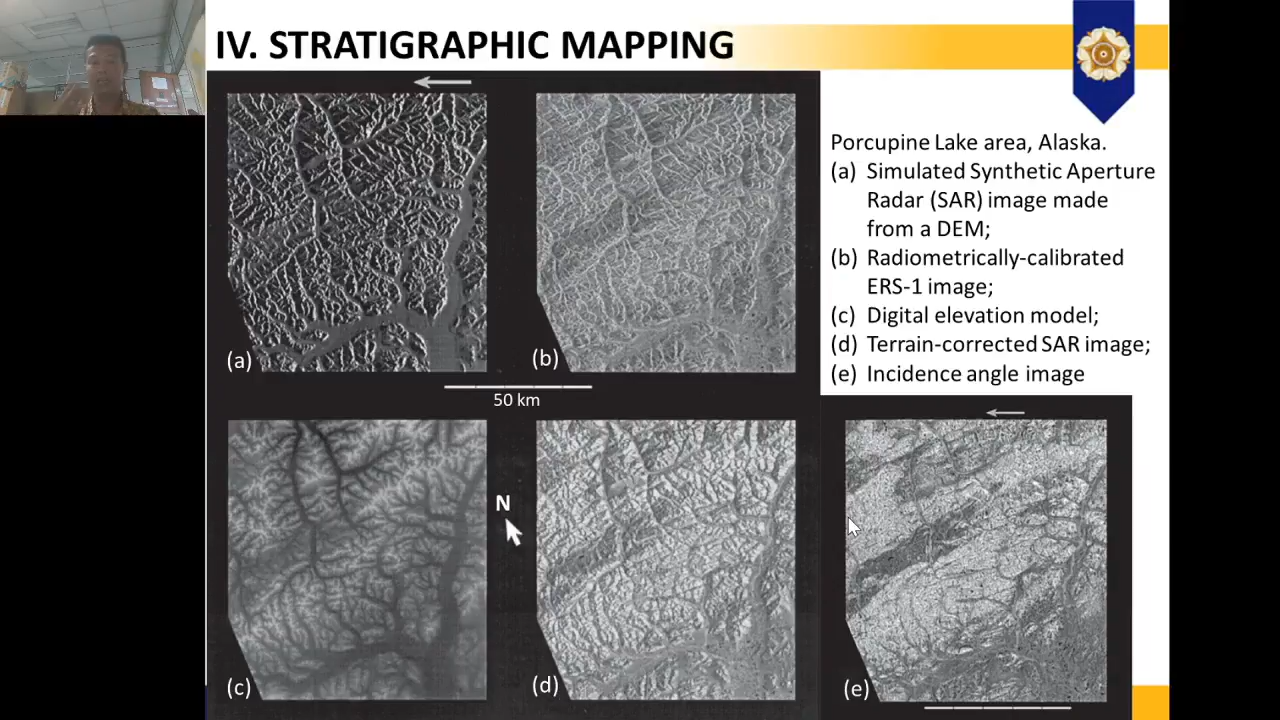 IV. STRATIGRAPHIC MAPPING
Porcupine Lake area, Alaska.
(a) Simulated Synthetic Aperture
Radar (SAR) image made
from a DEM;
(b) Radiometrically-calibrated
ERS-1 image;
(c) Digital elevation model;
(d) Terrain-corrected SAR image;
(e) Incidence angle image
(a)
(b)
50 km
N
(c)
(d)
(e)